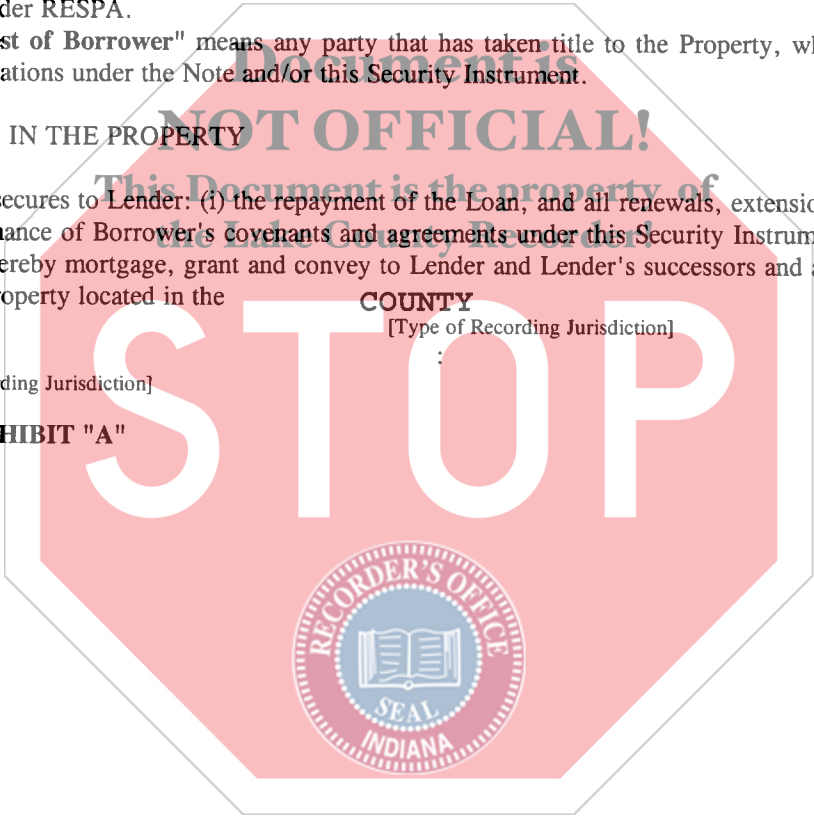 der RESPA.
st of Borrower" means any party that has taken title to the Property, wh
ations under the Note and/or this Security Instrument.
Document is
NOT OFFICIAL!
This Document is the property of
the Lake County Recorder!
IN THE PROPERTY
secures to Lender: (i) the repayment of the Loan, and all renewals, extensio
nance of Borrower's covenants and agreements under this Security Instrum
ereby mortgage, grant and convey to Lender and Lender's successors and a
operty located in the COUNTY
[Type of Recording Jurisdiction]
:
ding Jurisdiction]
HIBIT "A"
STOP
RECORDER'S OFFICE
SEAL
INDIANA